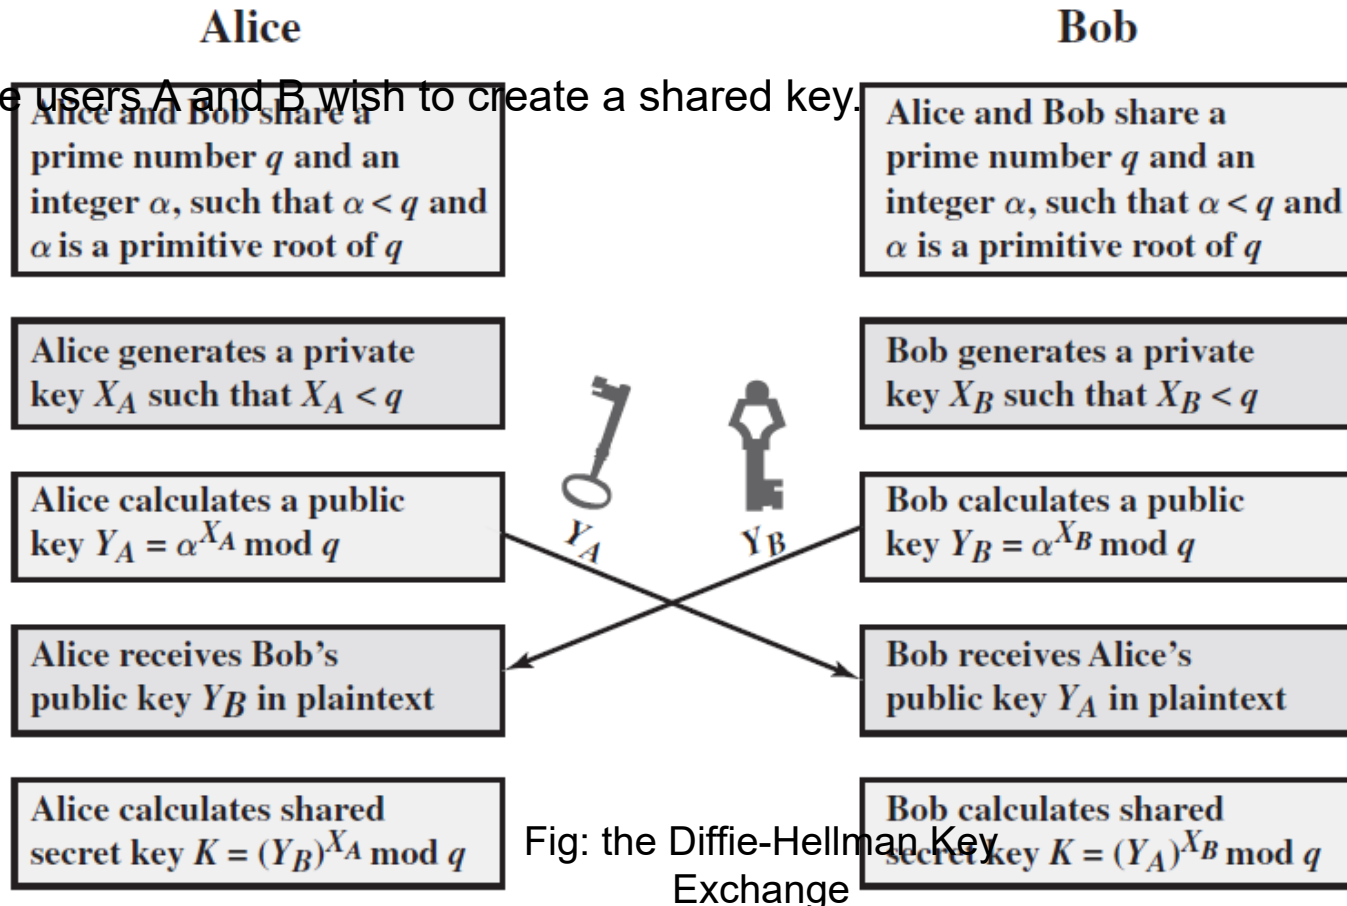 Alice
Bob
e users A and B wish to create a shared key.
Alice and Bob share a
prime number q and an
integer α, such that α < q and
α is a primitive root of q
Alice and Bob share a
prime number q and an
integer α, such that α < q and
α is a primitive root of q
Alice generates a private
key X_A such that X_A < q
Bob generates a private
key X_B such that X_B < q
Alice calculates a public
key Y_A = α^{X_A} mod q
Y_A
Y_B
Bob calculates a public
key Y_B = α^{X_B} mod q
Alice receives Bob's
public key Y_B in plaintext
Bob receives Alice's
public key Y_A in plaintext
Alice calculates shared
secret key K = (Y_B)^{X_A} mod q
Fig: the Diffie-Hellman Key
Exchange
Bob calculates shared
secret key K = (Y_A)^{X_B} mod q